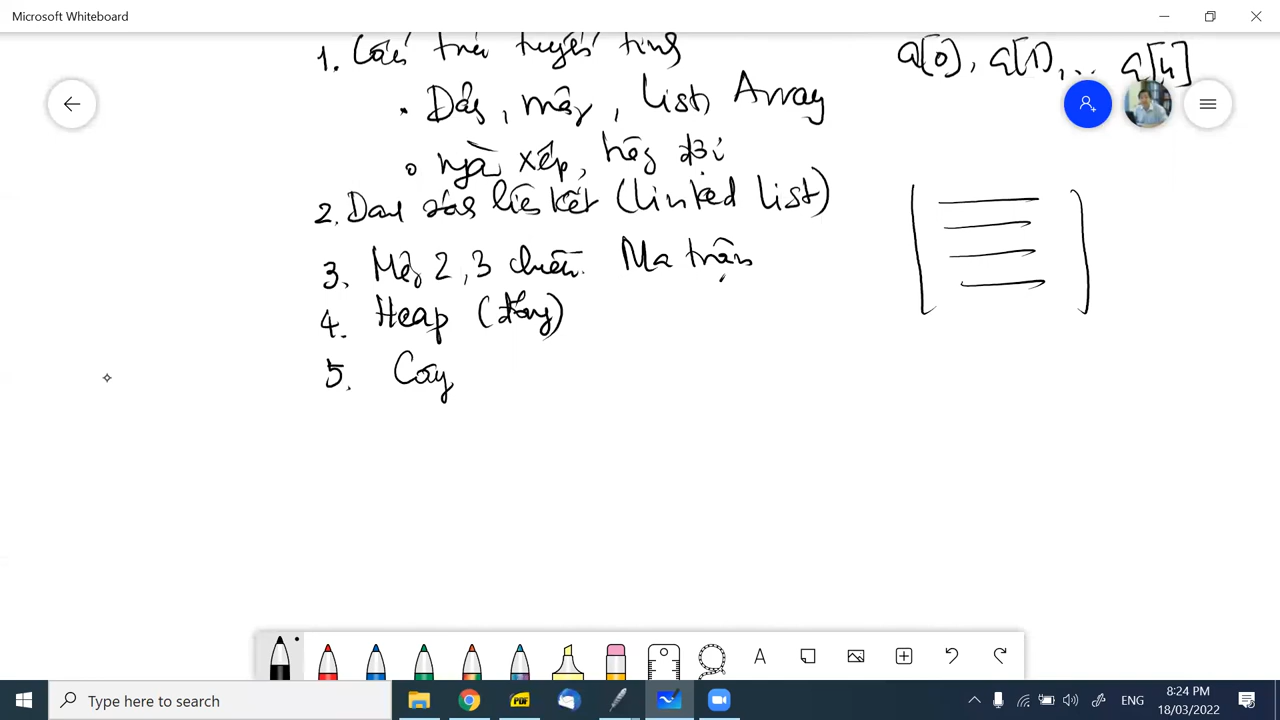 Microsoft Whiteboard
1. Cấu trúc tuyến tính
a[0], a[1], ... a[n]
• Dãy, mảng, list, Array
• ngăn xếp, hàng đợi
2. Danh sách liên kết (linked list)
3. Mảng 2, 3 chiều. Ma trận
4. Heap (đống)
5. Cây
A
Type here to search
PDF
ENG
8:24 PM
18/03/2022